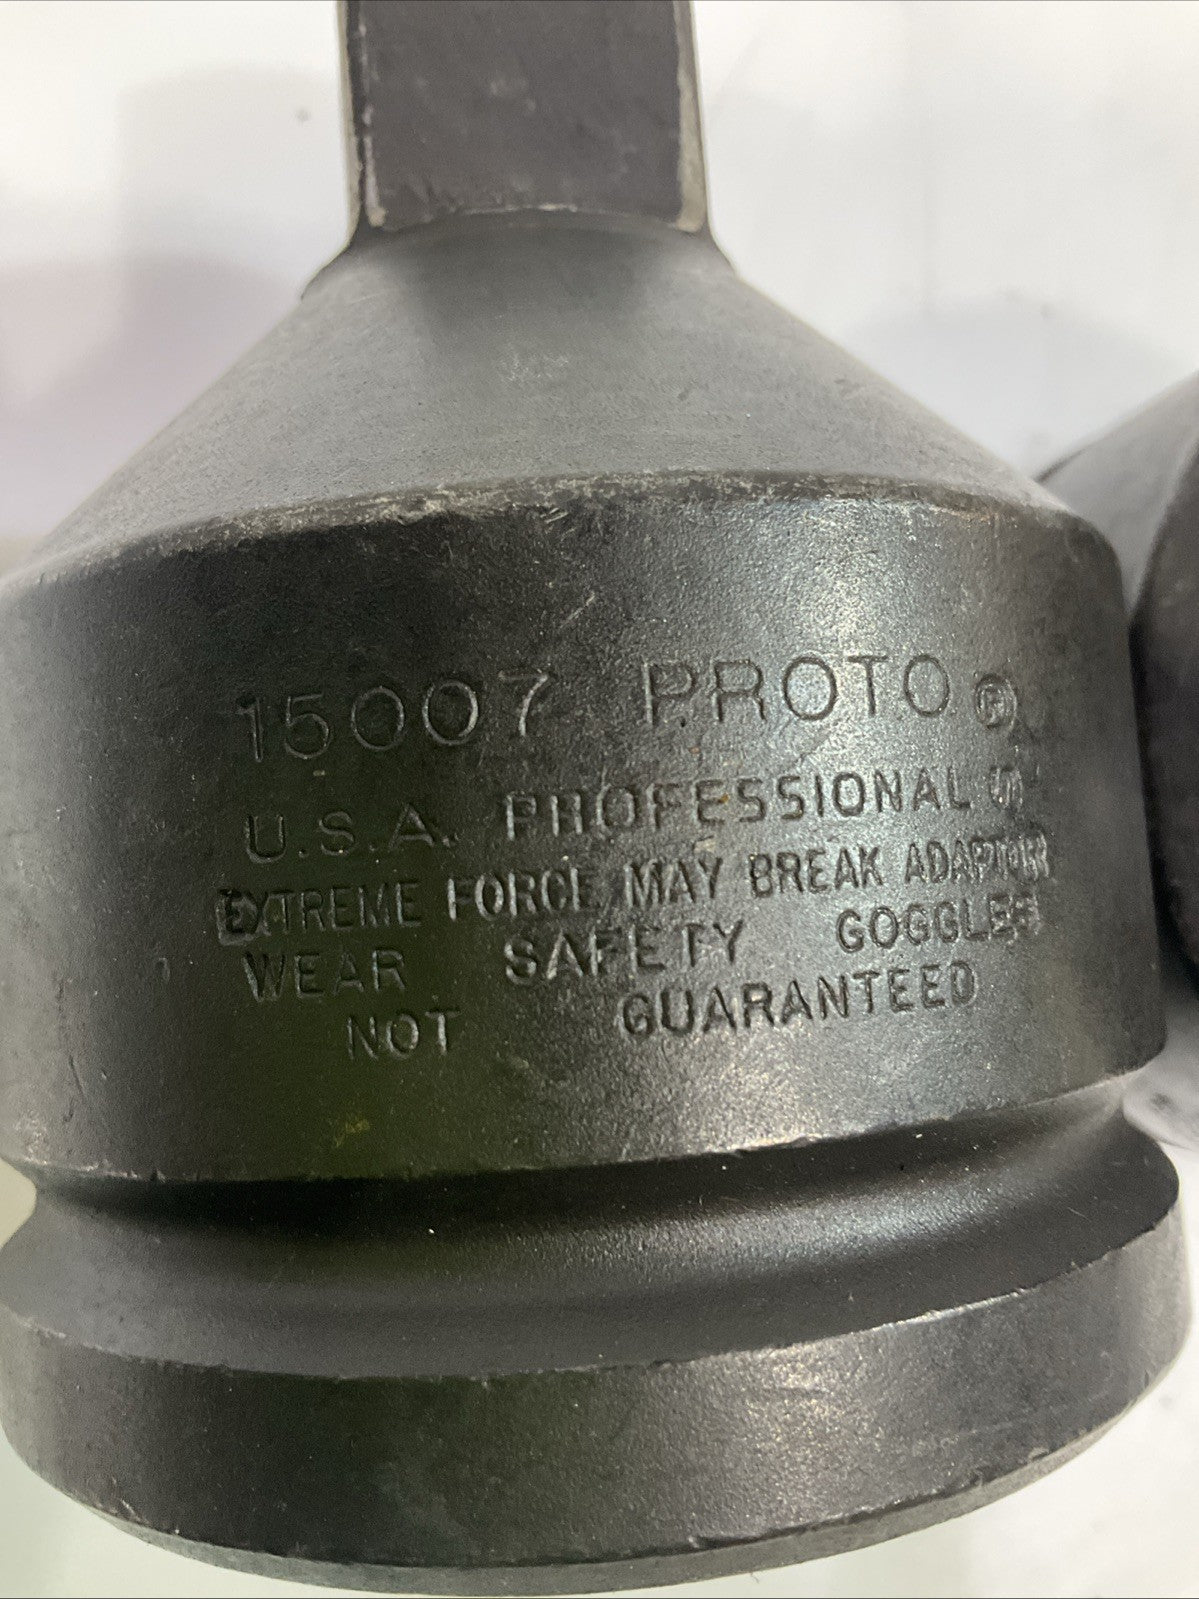 15007 PROTO ®
U.S.A. PROFESSIONAL
EXTREME FORCE MAY BREAK ADAPTOR
WEAR SAFETY GOGGLES
NOT GUARANTEED